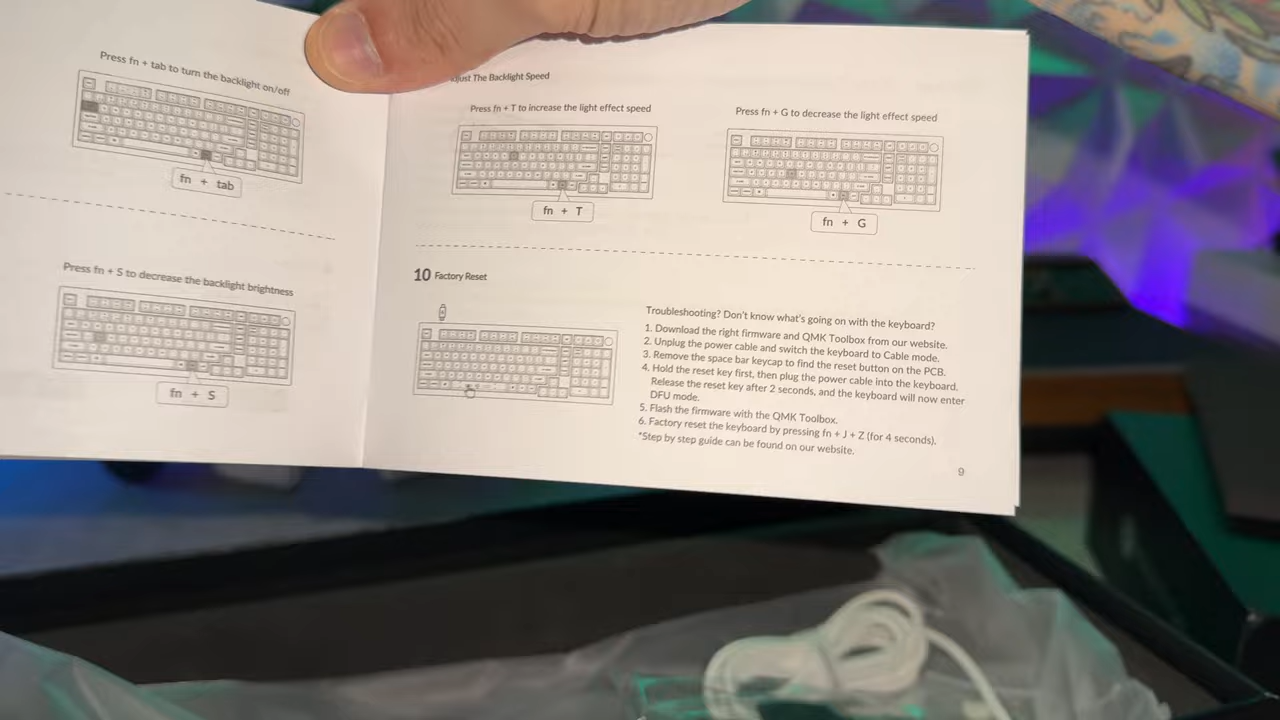 Press fn + tab to turn the backlight on/off
fn + tab
Press fn + S to decrease the backlight brightness
fn + S
The Backlight Speed
Press fn + T to increase the light effect speed
fn + T
Press fn + G to decrease the light effect speed
fn + G
10 Factory Reset
Troubleshooting? Don't know what's going on with the keyboard?
1. Download the right firmware and QMK Toolbox from our website.
2. Unplug the power cable and switch the keyboard to Cable mode.
3. Remove the space bar keycap to find the reset button on the PCB.
4. Hold the reset key first, then plug the power cable into the keyboard.
Release the reset key after 2 seconds, and the keyboard will now enter
DFU mode.
5. Flash the firmware with the QMK Toolbox.
6. Factory reset the keyboard by pressing fn + J + Z (for 4 seconds).
*Step by step guide can be found on our website.
9